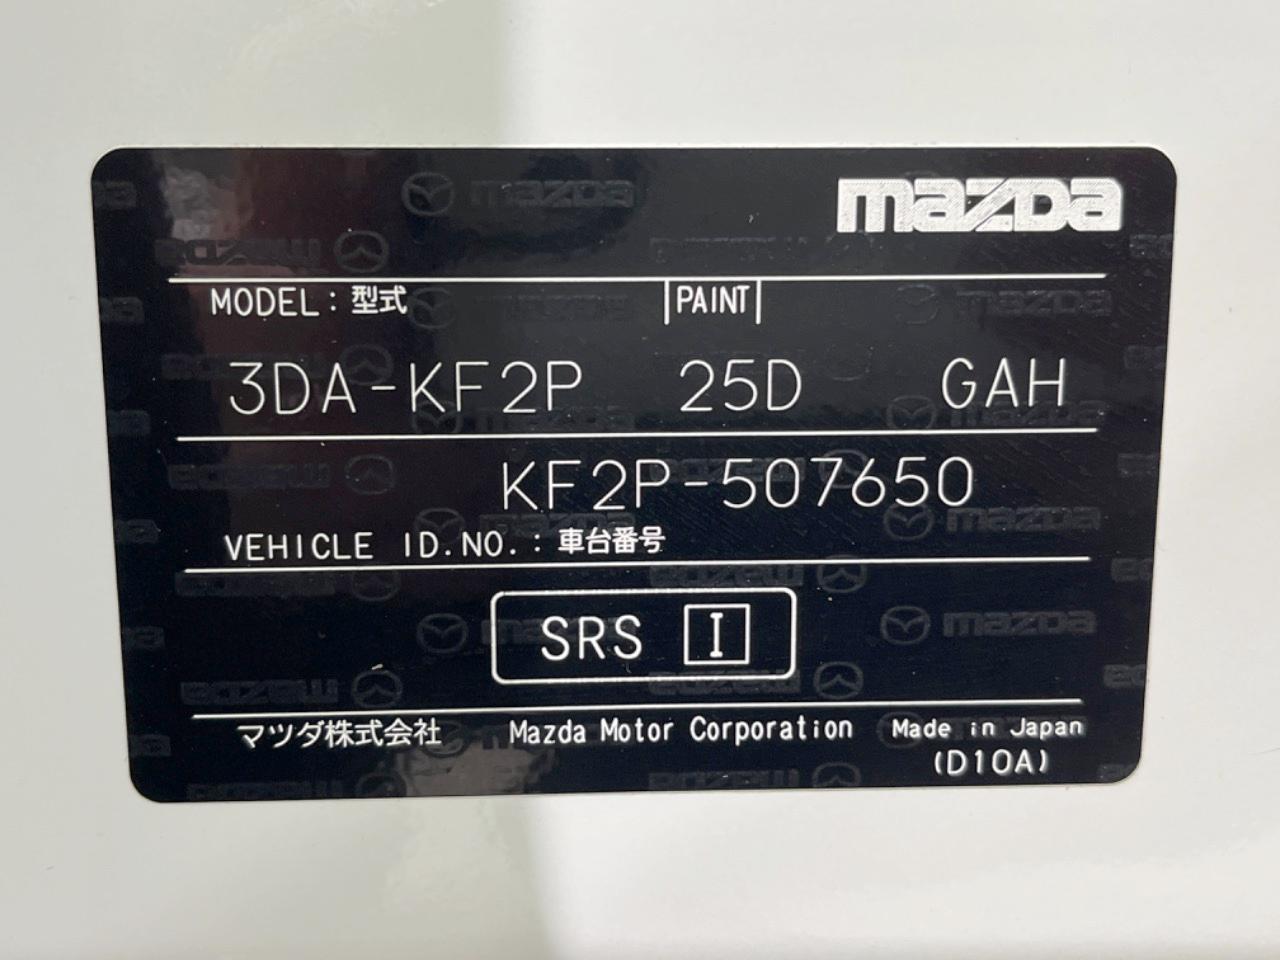 mazda
MODEL：型式 PAINT
3DA-KF2P 25D GAH
KF2P-507650
VEHICLE ID.NO.：車台番号
SRS I
マツダ株式会社 Mazda Motor Corporation Made in Japan
(D10A)